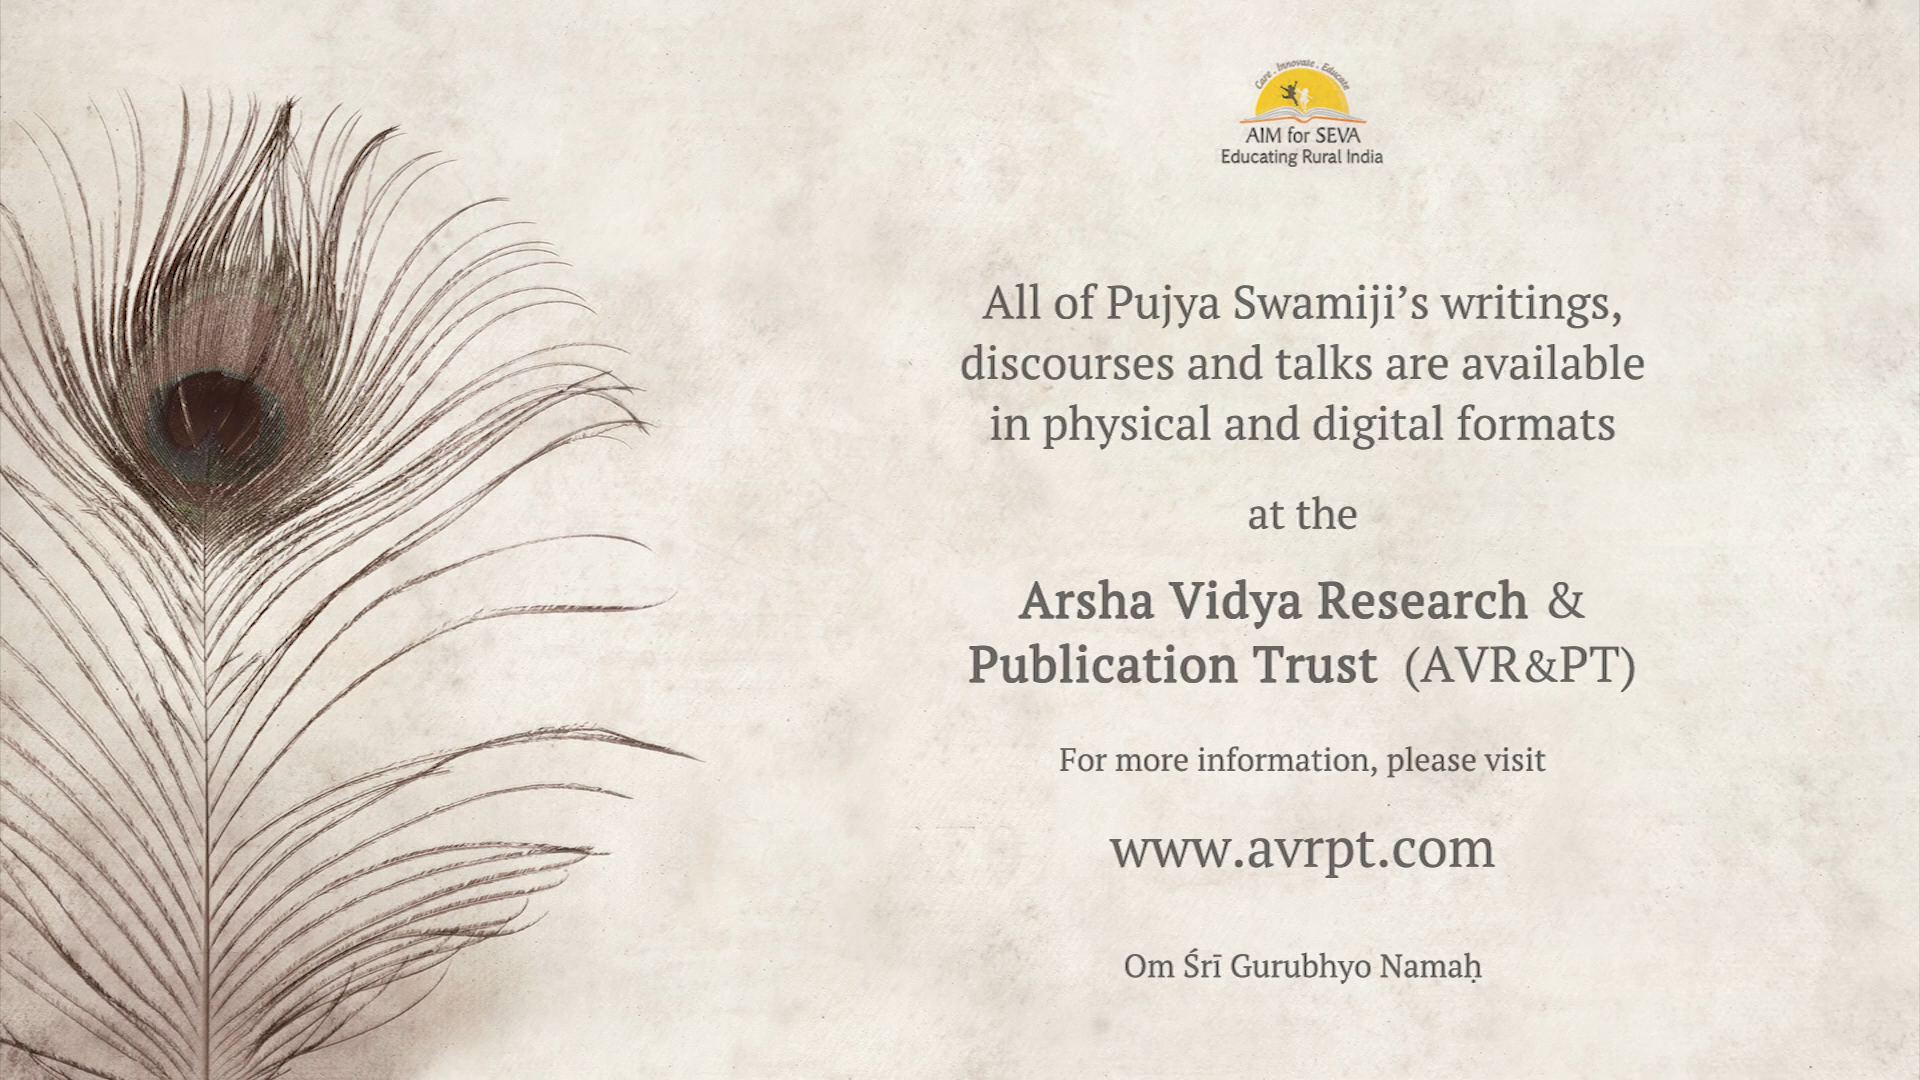 Care . Innovate . Educate
AIM for SEVA
Educating Rural India
All of Pujya Swamiji’s writings,
discourses and talks are available
in physical and digital formats
at the
Arsha Vidya Research &
Publication Trust (AVR&PT)
For more information, please visit
www.avrpt.com
Om Śrī Gurubhyo Namaḥ